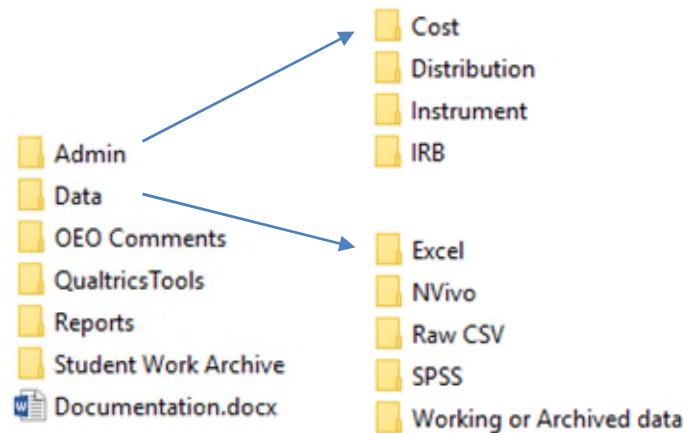 Admin
Data
OEO Comments
QualtricsTools
Reports
Student Work Archive
Documentation.docx
Cost
Distribution
Instrument
IRB
Excel
NVivo
Raw CSV
SPSS
Working or Archived data